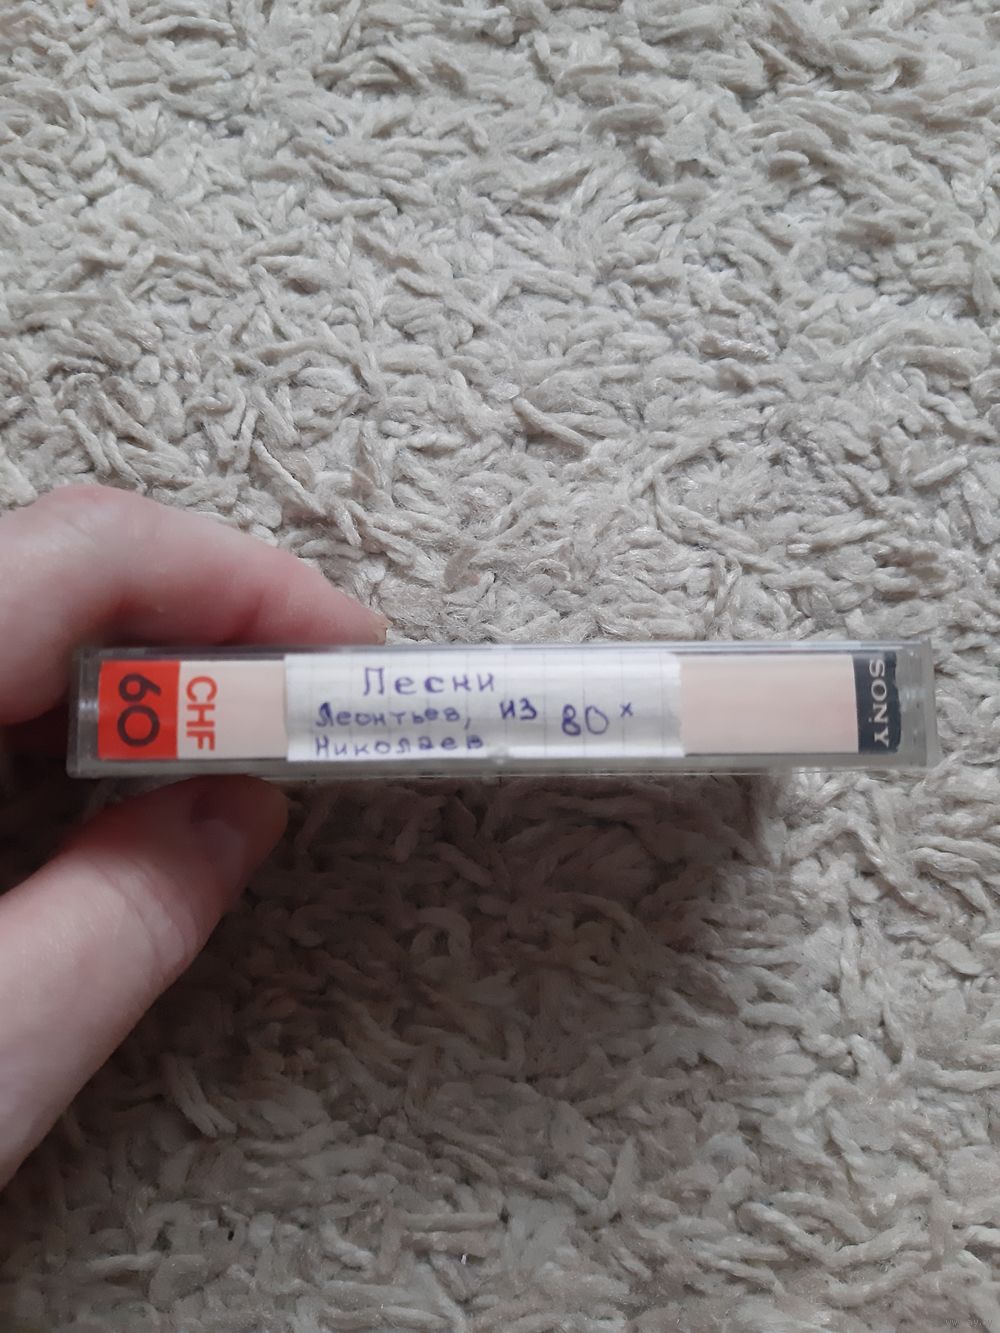 60
CHF
Песни
Леонтьев, из 80х
Николаев
SONY